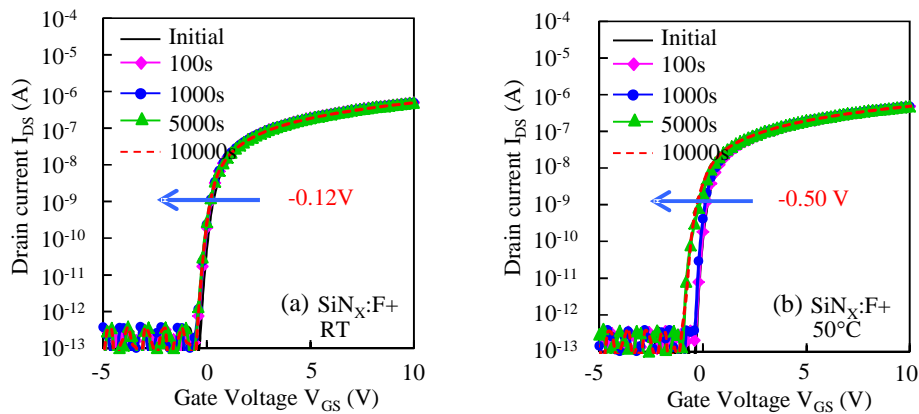 10⁻⁴
10⁻⁵
10⁻⁶
10⁻⁷
10⁻⁸
10⁻⁹
10⁻¹⁰
10⁻¹¹
10⁻¹²
10⁻¹³
Drain current I_DS (A)
Initial
100s
1000s
5000s
10000s
-0.12V
(a) SiN_X:F+
RT
-5 0 5 10
Gate Voltage V_GS (V)
10⁻⁴
10⁻⁵
10⁻⁶
10⁻⁷
10⁻⁸
10⁻⁹
10⁻¹⁰
10⁻¹¹
10⁻¹²
10⁻¹³
Drain current I_DS (A)
Initial
100s
1000s
5000s
10000s
-0.50 V
(b) SiN_X:F+
50°C
-5 0 5 10
Gate Voltage V_GS (V)